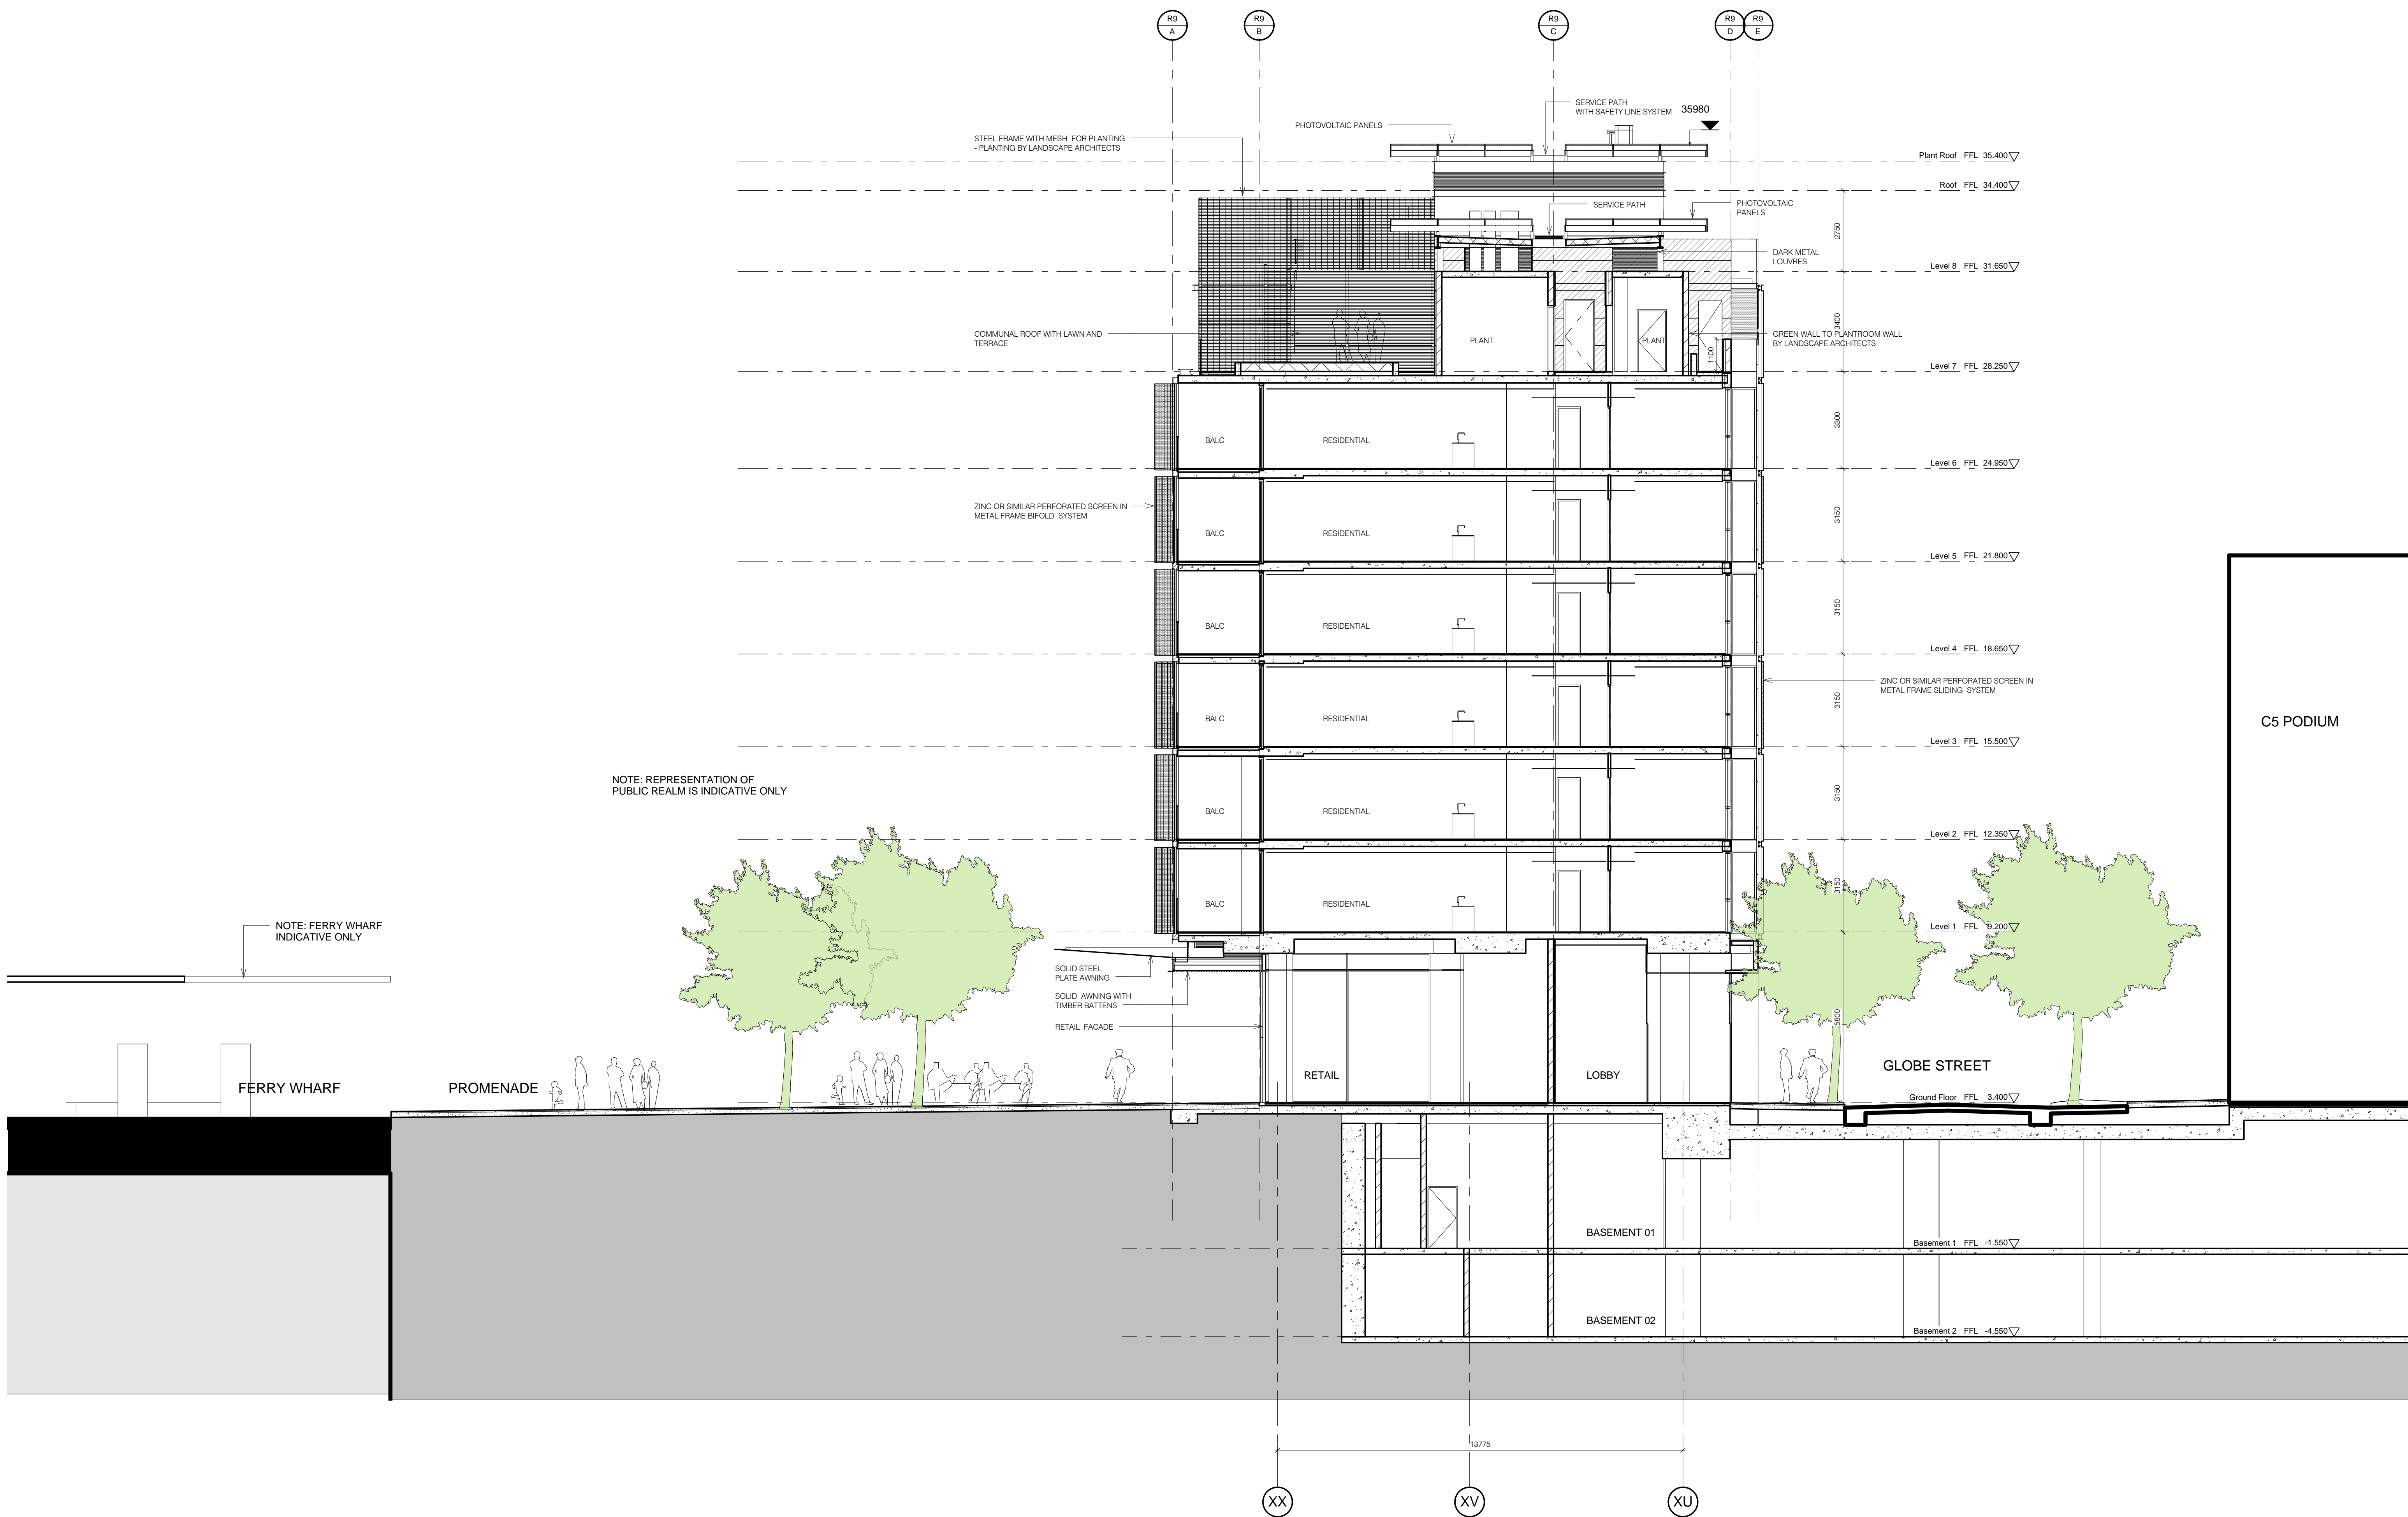 R9
A
R9
B
R9
C
R9
D
R9
E
SERVICE PATH
WITH SAFETY LINE SYSTEM
35980
PHOTOVOLTAIC PANELS
STEEL FRAME WITH MESH FOR PLANTING
- PLANTING BY LANDSCAPE ARCHITECTS
Plant Roof FFL 35.400
Roof FFL 34.400
SERVICE PATH
PHOTOVOLTAIC
PANELS
2750
DARK METAL
LOUVRES
Level 8 FFL 31.650
COMMUNAL ROOF WITH LAWN AND
TERRACE
PLANT
PLANT
GREEN WALL TO PLANTROOM WALL
BY LANDSCAPE ARCHITECTS
3400
1100
Level 7 FFL 28.250
3300
BALC
RESIDENTIAL
Level 6 FFL 24.950
ZINC OR SIMILAR PERFORATED SCREEN IN
METAL FRAME BIFOLD SYSTEM
3150
BALC
RESIDENTIAL
Level 5 FFL 21.800
3150
BALC
RESIDENTIAL
Level 4 FFL 18.650
ZINC OR SIMILAR PERFORATED SCREEN IN
METAL FRAME SLIDING SYSTEM
3150
BALC
RESIDENTIAL
C5 PODIUM
Level 3 FFL 15.500
NOTE: REPRESENTATION OF
PUBLIC REALM IS INDICATIVE ONLY
3150
BALC
RESIDENTIAL
Level 2 FFL 12.350
3150
BALC
RESIDENTIAL
NOTE: FERRY WHARF
INDICATIVE ONLY
Level 1 FFL 9.200
SOLID STEEL
PLATE AWNING
SOLID AWNING WITH
TIMBER BATTENS
RETAIL FACADE
5800
GLOBE STREET
RETAIL
LOBBY
FERRY WHARF
PROMENADE
Ground Floor FFL 3.400
BASEMENT 01
Basement 1 FFL -1.550
BASEMENT 02
Basement 2 FFL -4.550
13775
XX
XV
XU